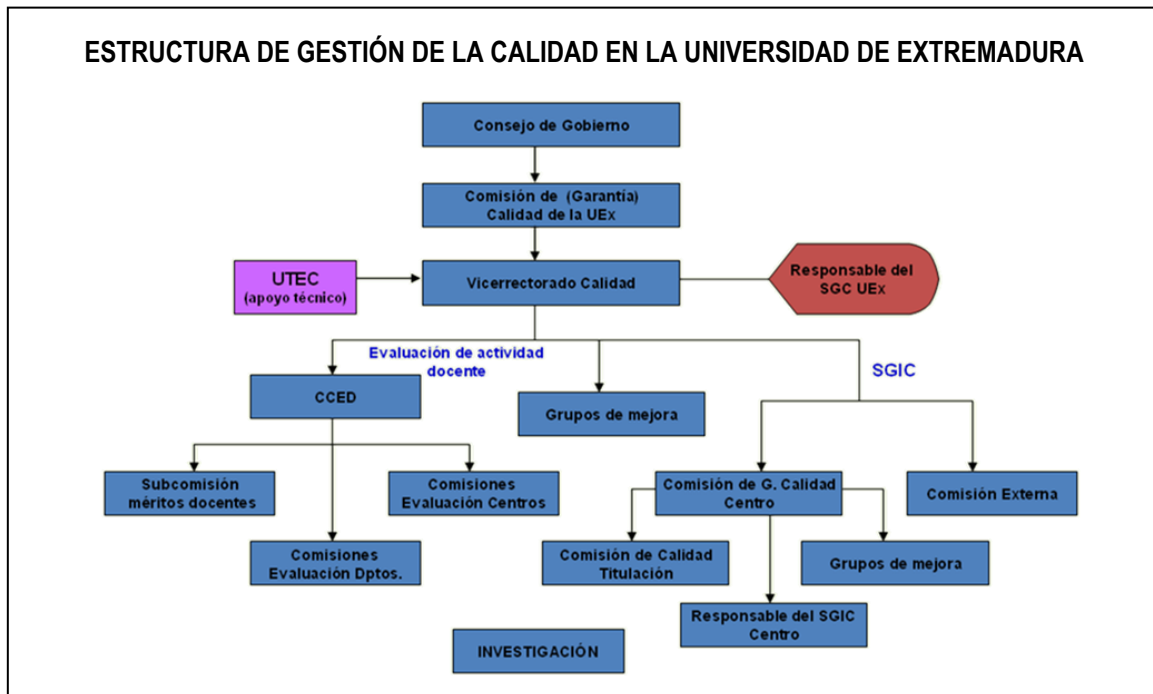 ESTRUCTURA DE GESTIÓN DE LA CALIDAD EN LA UNIVERSIDAD DE EXTREMADURA
Consejo de Gobierno
Comisión de (Garantía)
Calidad de la UEx
UTEC
(apoyo técnico)
Vicerrectorado Calidad
Responsable del
SGC UEx
Evaluación de actividad
docente
SGIC
CCED
Grupos de mejora
Subcomisión
méritos docentes
Comisiones
Evaluación Centros
Comisión de G. Calidad
Centro
Comisión Externa
Comisiones
Evaluación Dptos.
Comisión de Calidad
Titulación
Grupos de mejora
Responsable del SGIC
Centro
INVESTIGACIÓN